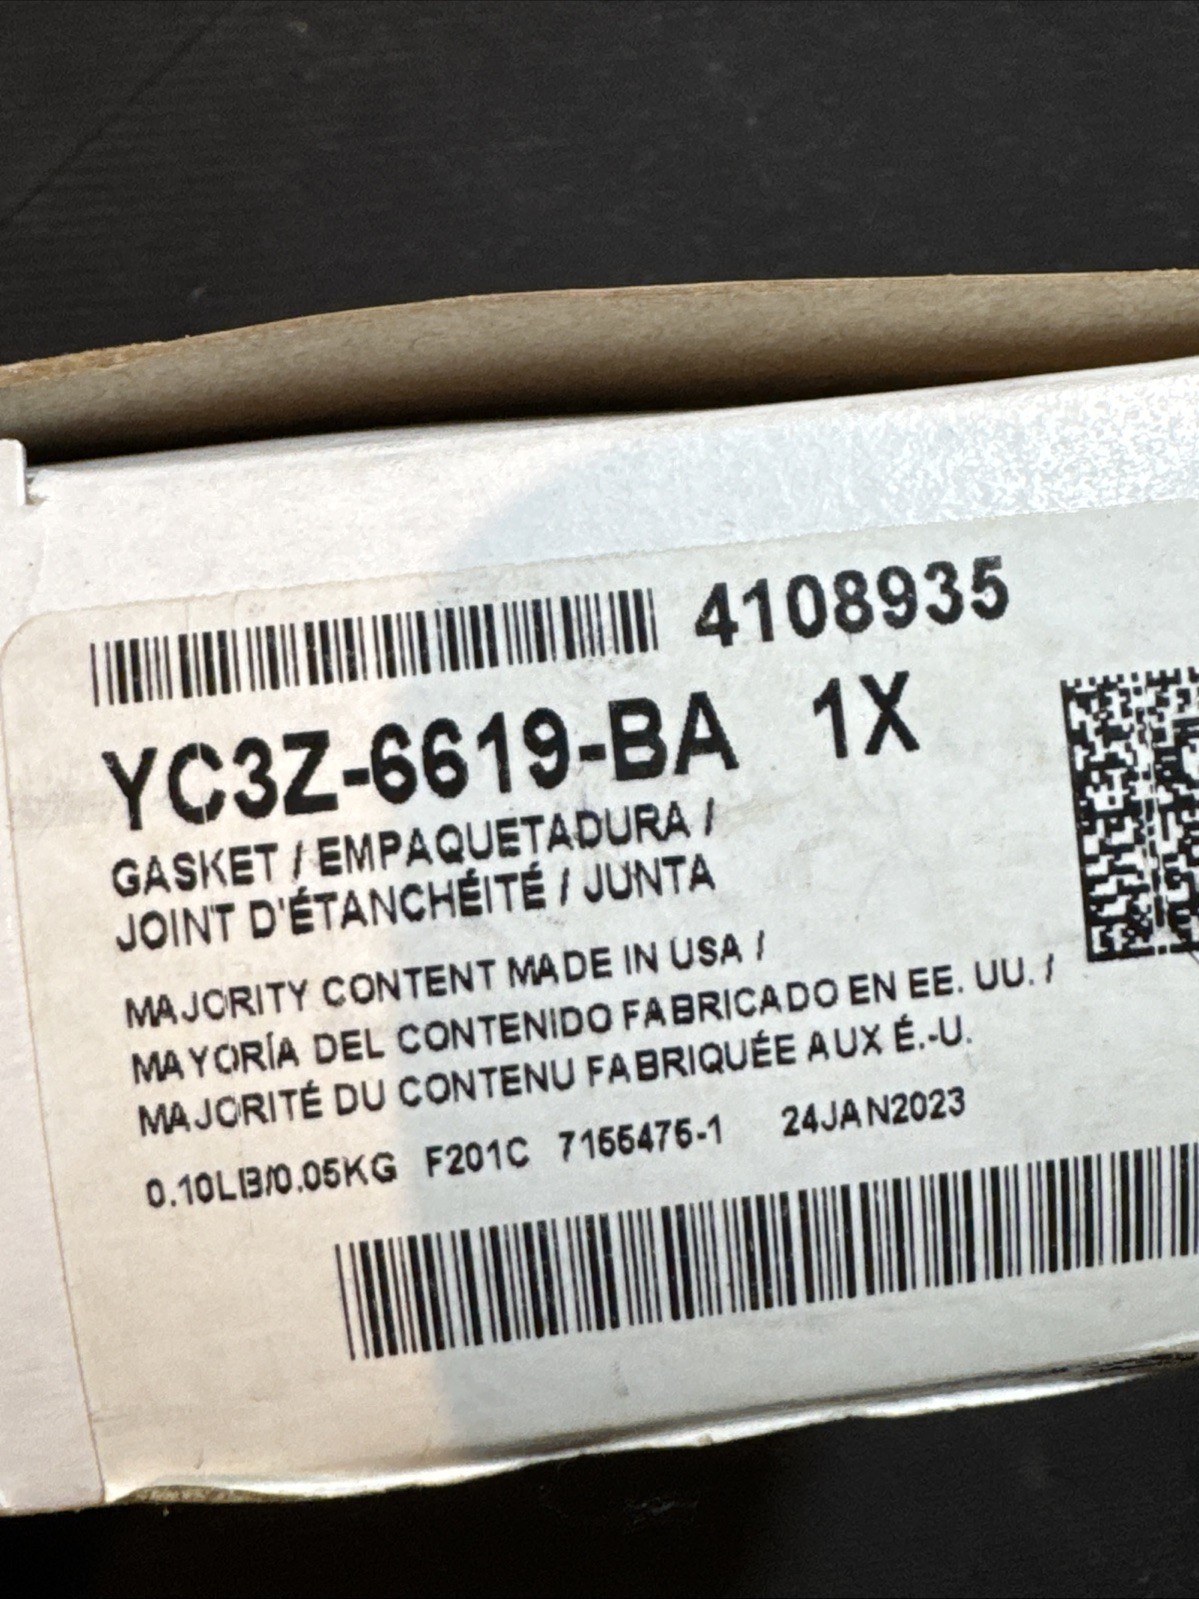 4108935
YC3Z-6619-BA 1X
GASKET / EMPAQUETADURA /
JOINT D'ÉTANCHÉITÉ / JUNTA
MAJORITY CONTENT MADE IN USA /
MAYORÍA DEL CONTENIDO FABRICADO EN EE. UU. /
MAJORITÉ DU CONTENU FABRIQUÉE AUX É.-U.
0.10LB/0.05KG F201C 7155475-1 24JAN2023